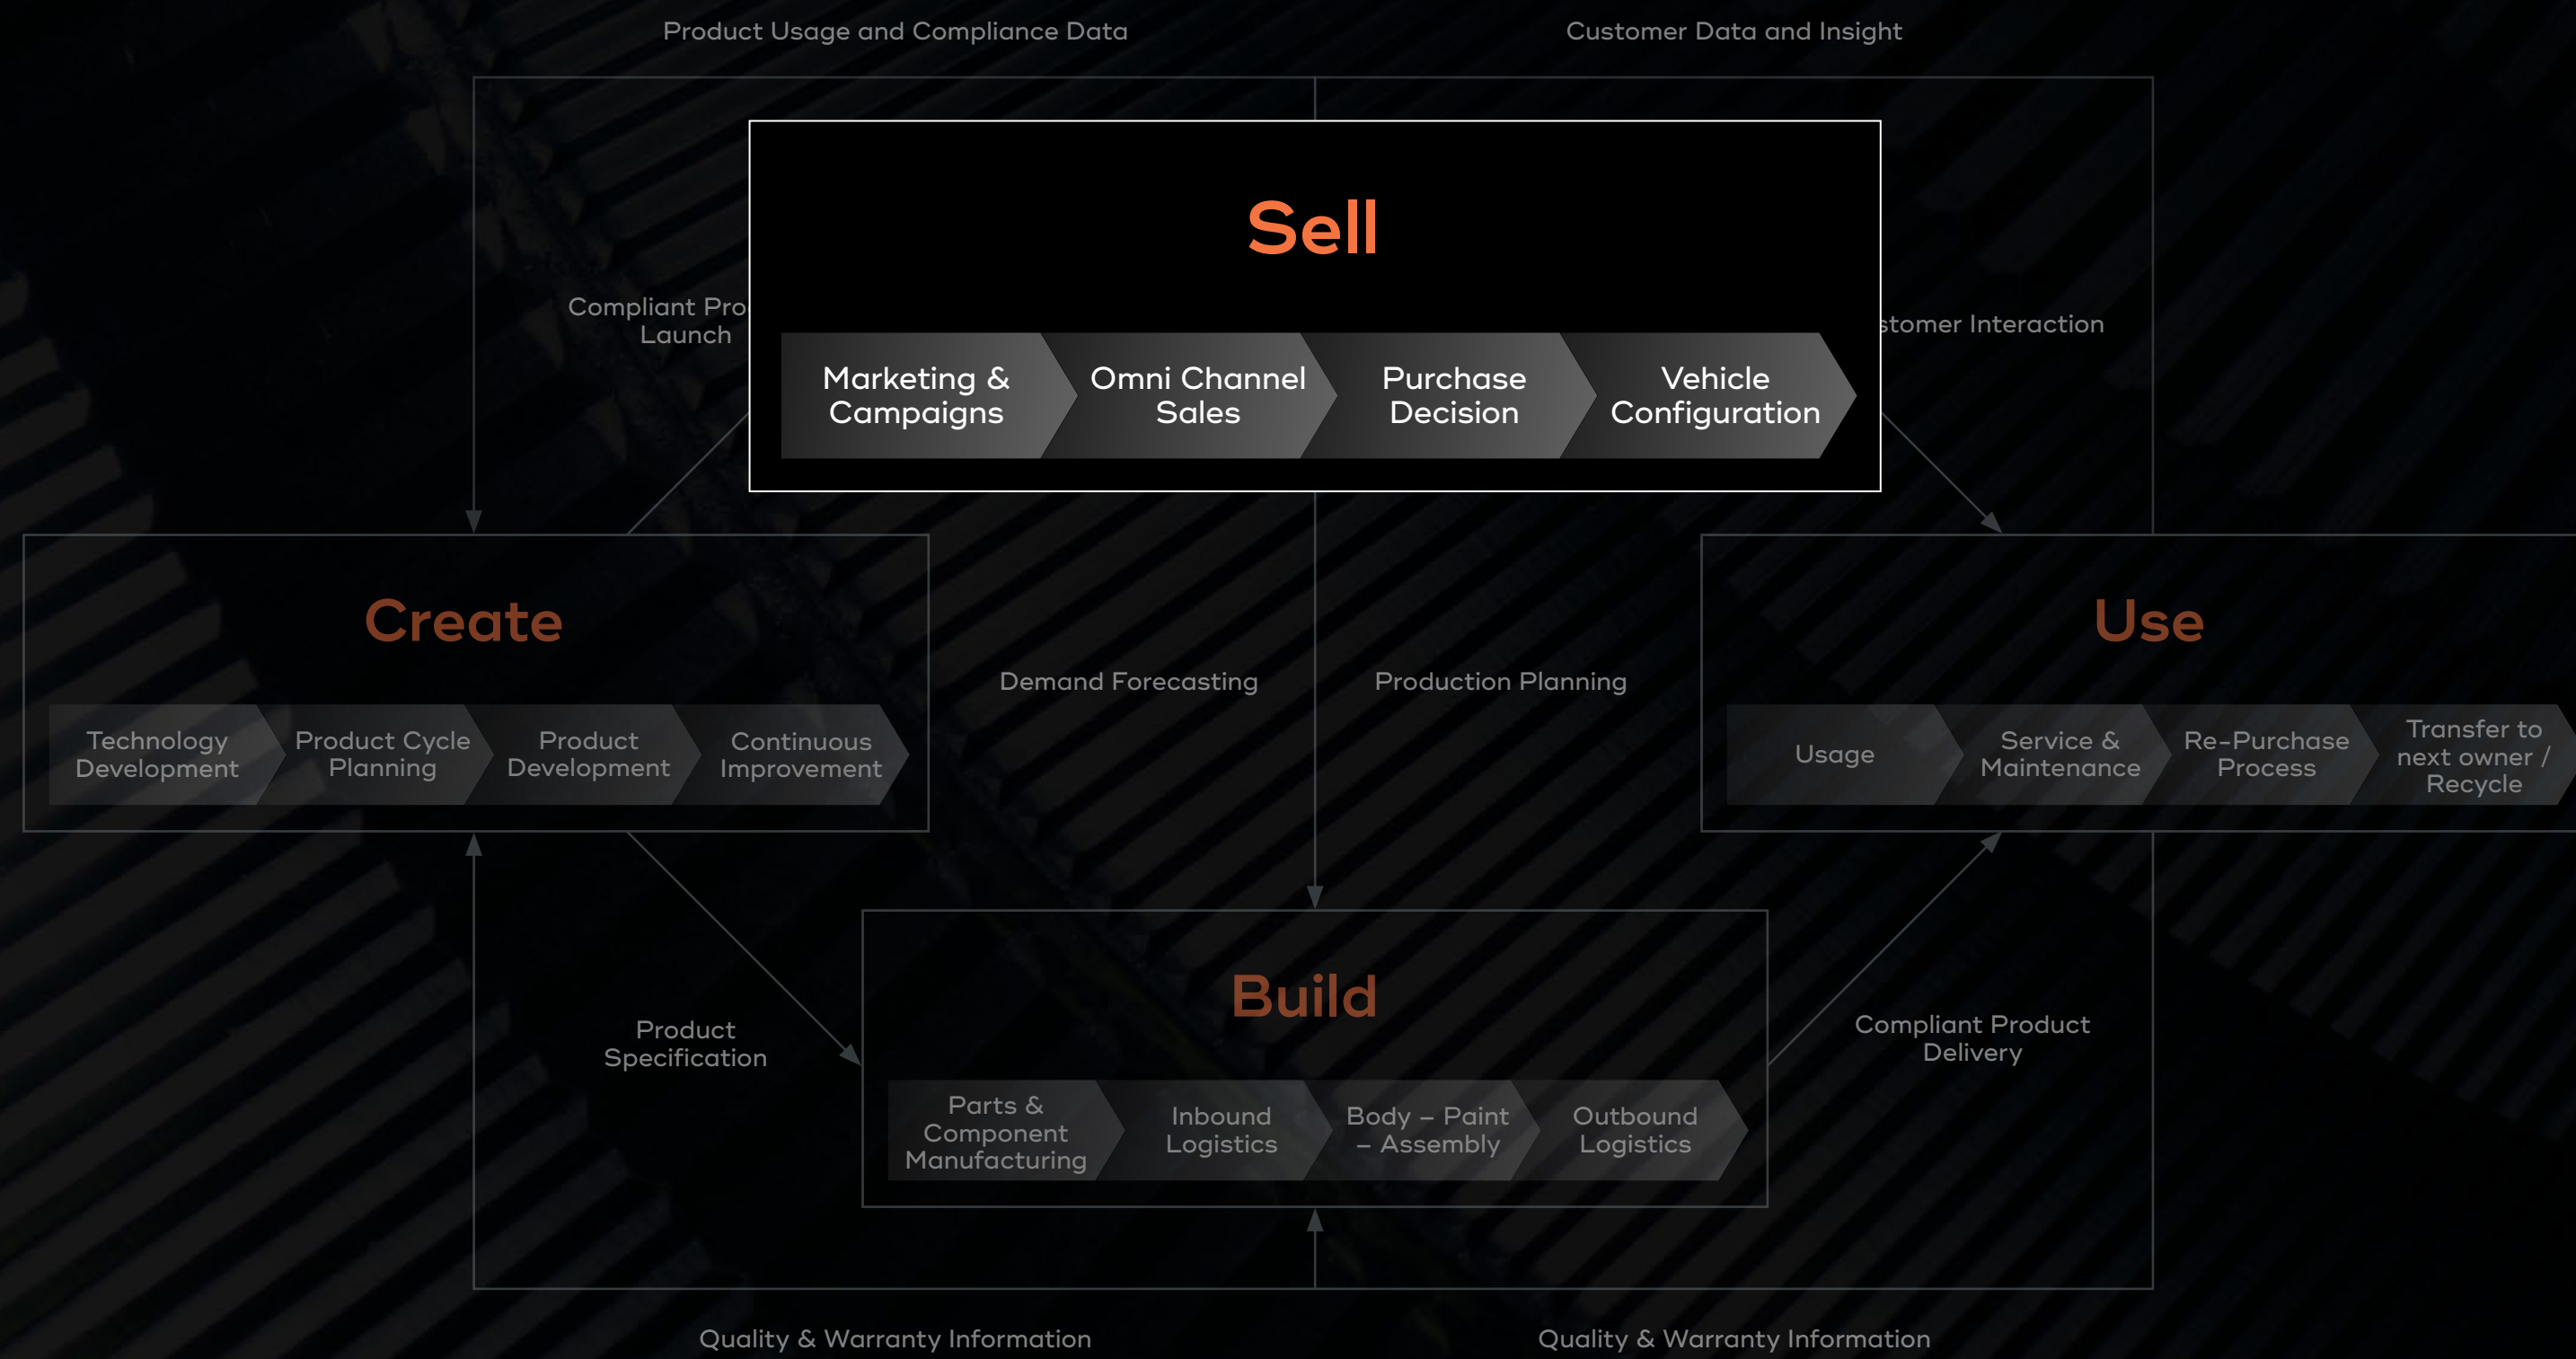 Product Usage and Compliance Data
Customer Data and Insight
Sell
Compliant Pro
Launch
stomer Interaction
Marketing &
Campaigns
Omni Channel
Sales
Purchase
Decision
Vehicle
Configuration
Create
Technology
Development
Product Cycle
Planning
Product
Development
Continuous
Improvement
Demand Forecasting
Production Planning
Use
Usage
Service &
Maintenance
Re-Purchase
Process
Transfer to
next owner /
Recycle
Product
Specification
Build
Parts &
Component
Manufacturing
Inbound
Logistics
Body – Paint
– Assembly
Outbound
Logistics
Compliant Product
Delivery
Quality & Warranty Information
Quality & Warranty Information